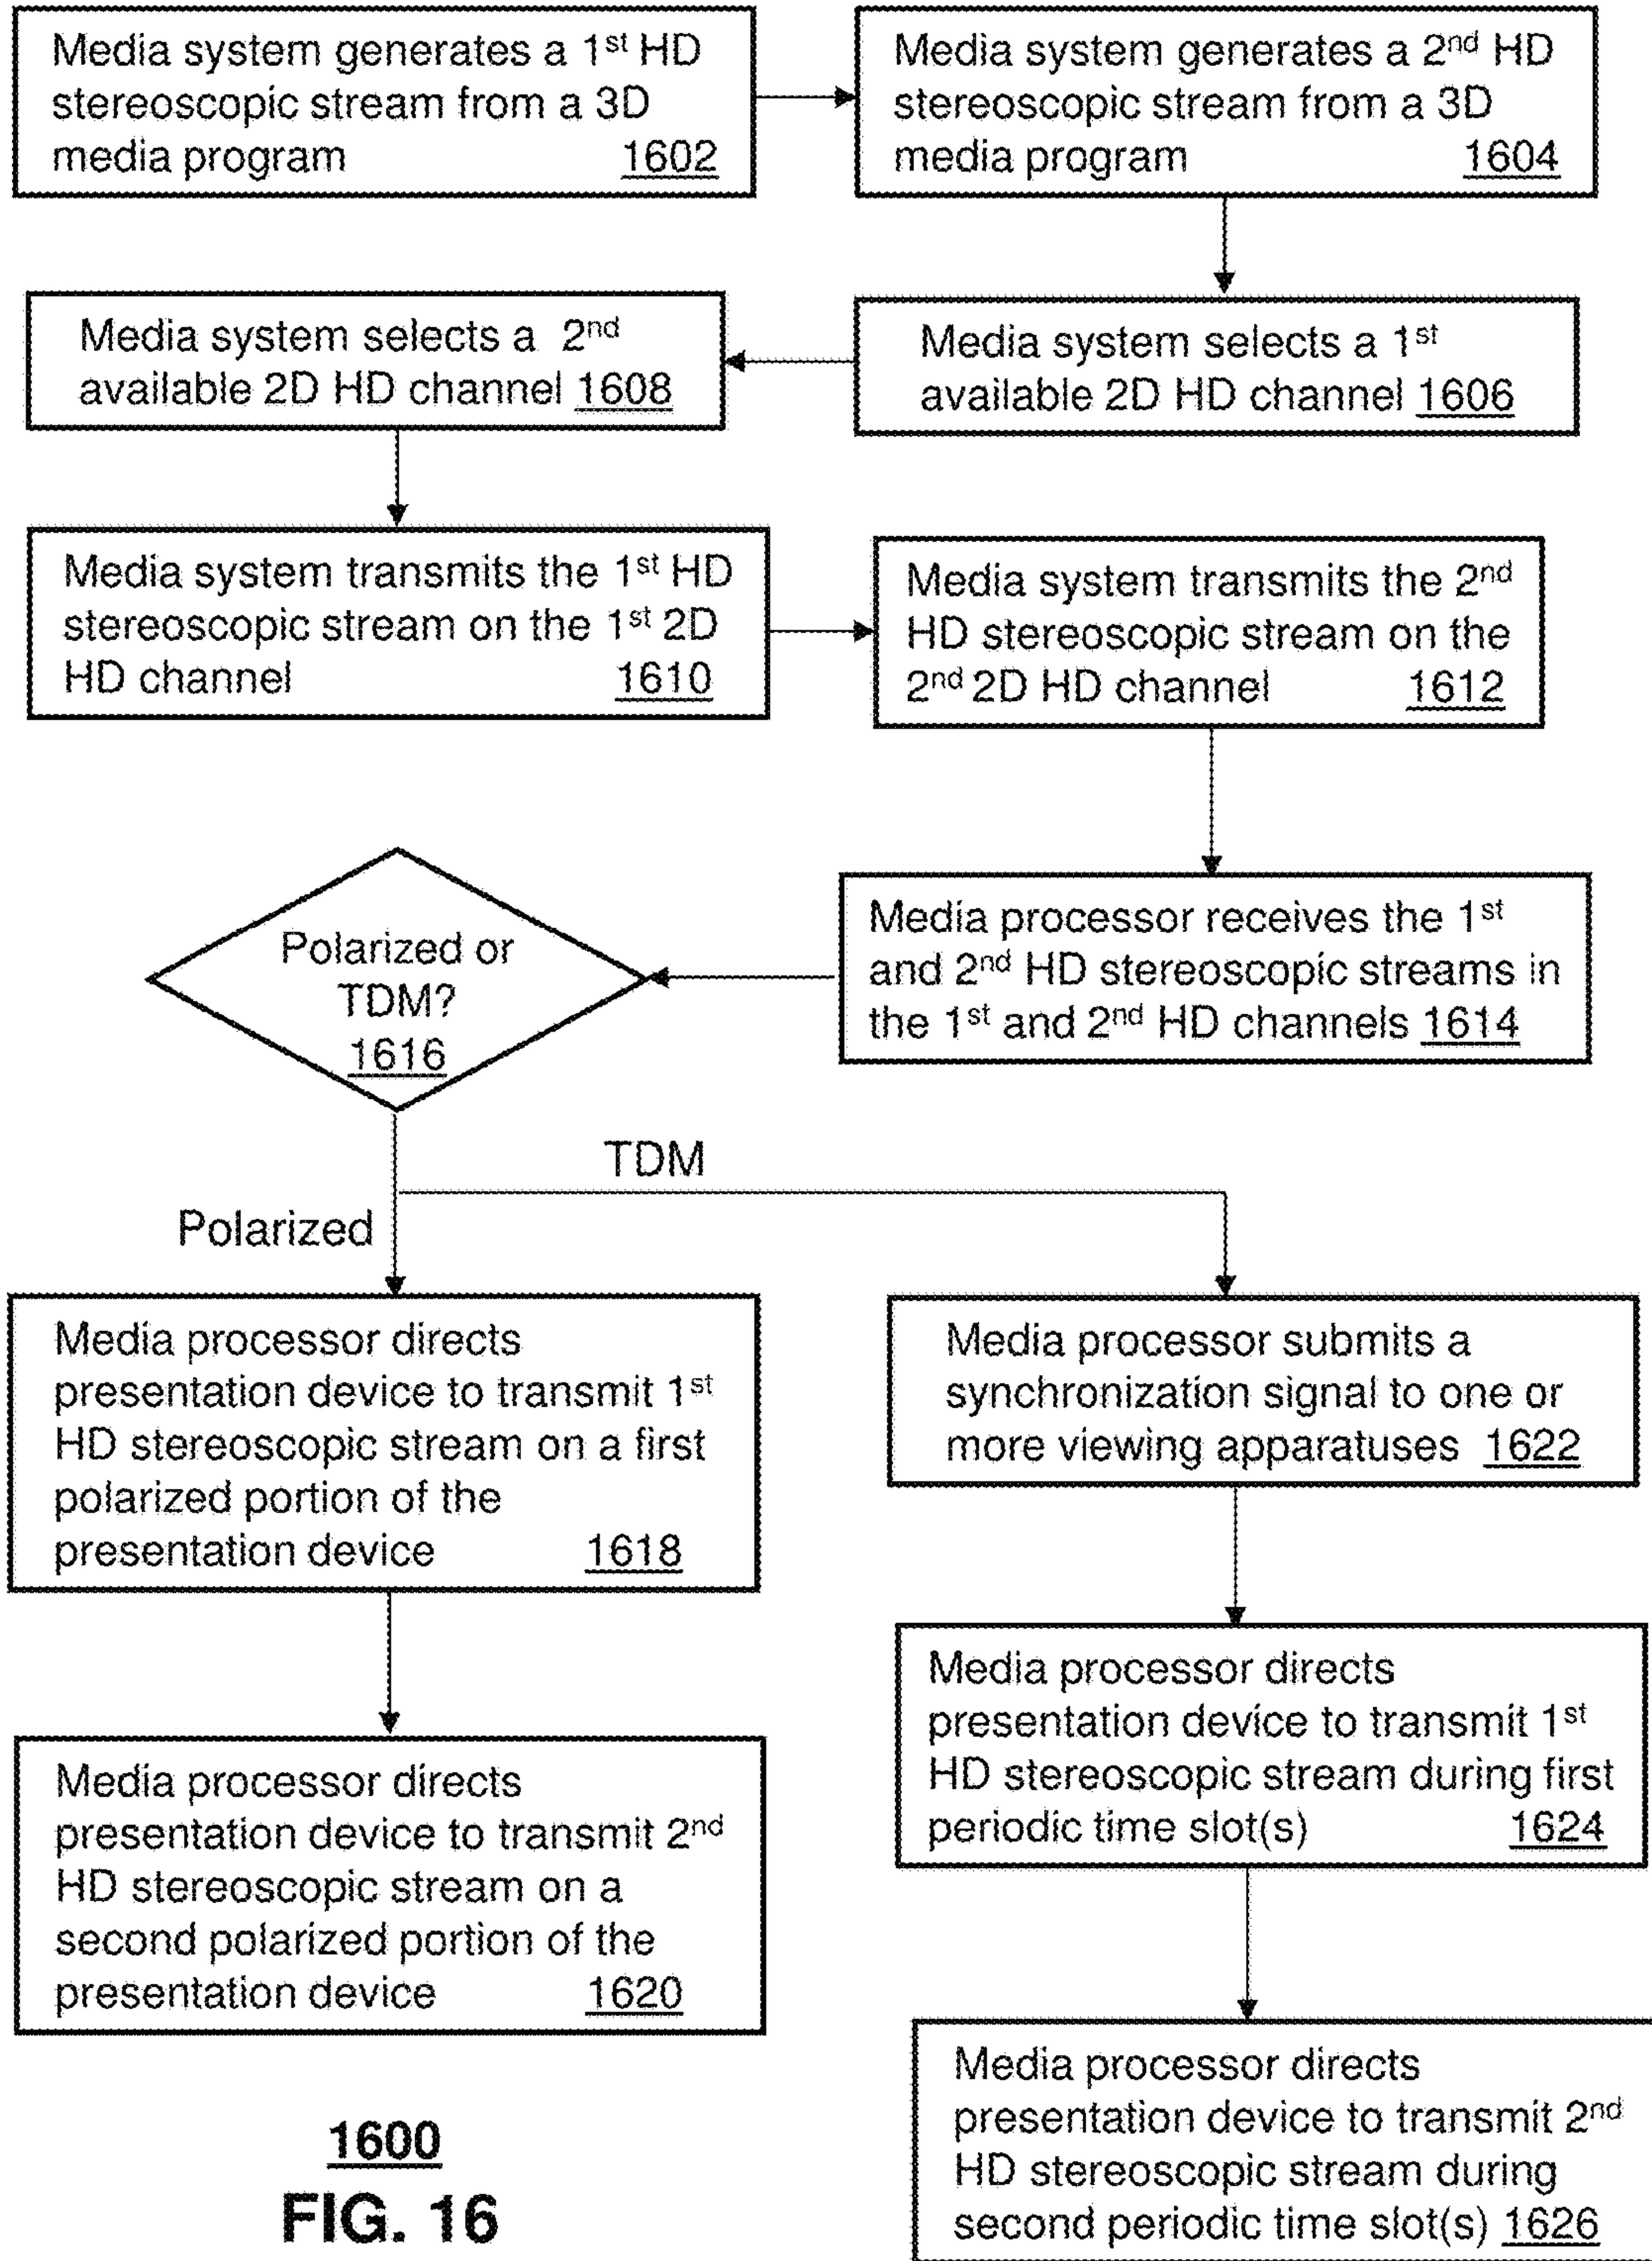 Media system generates a 1st HD
stereoscopic stream from a 3D
media program 1602
Media system generates a 2nd HD
stereoscopic stream from a 3D
media program 1604
Media system selects a 1st
available 2D HD channel 1606
Media system selects a 2nd
available 2D HD channel 1608
Media system transmits the 1st HD
stereoscopic stream on the 1st 2D
HD channel 1610
Media system transmits the 2nd
HD stereoscopic stream on the
2nd 2D HD channel 1612
Media processor receives the 1st
and 2nd HD stereoscopic streams in
the 1st and 2nd HD channels 1614
Polarized or
TDM?
1616
TDM
Polarized
Media processor directs
presentation device to transmit 1st
HD stereoscopic stream on a first
polarized portion of the
presentation device 1618
Media processor directs
presentation device to transmit 2nd
HD stereoscopic stream on a
second polarized portion of the
presentation device 1620
Media processor submits a
synchronization signal to one or
more viewing apparatuses 1622
Media processor directs
presentation device to transmit 1st
HD stereoscopic stream during first
periodic time slot(s) 1624
Media processor directs
presentation device to transmit 2nd
HD stereoscopic stream during
second periodic time slot(s) 1626
1600
FIG. 16